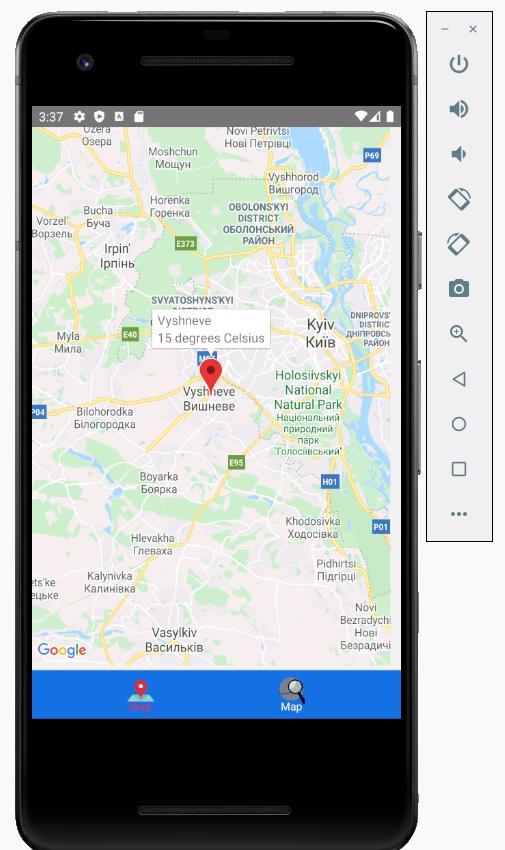 3:37
Ozera
Озера
Novi Petrivtsi
Нові Петрівці
P69
Moschchun
Мощун
Vyshhorod
Вишгород
Horenka
Горенка
Bucha
Буча
Vorzel'
Ворзель
OBOLONS'KYI
DISTRICT
ОБОЛОНСЬКИЙ
РАЙОН
E373
Irpin'
Ірпінь
SVYATOSHYNS'KYI
DISTRICT
DNIPROVS'
DISTRIC
ДНІПРОВСЬ
РАЙОН
Vyshneve
15 degrees Celsius
Kyiv
Київ
E40
Myla
Мила
Holosiivskyi
National
Natural Park
Національний
природний
парк
"Голосіївський"
Vyshneve
Вишневе
P04
Bilohorodka
Білогородка
E95
Boyarka
Боярка
H01
Khodosivka
Ходосівка
P01
Hlevakha
Глеваха
Pidhirtsi
Підгірці
Kalynivka
Калинівка
ets'ke
ецьке
Novi
Bezradychi
Нові
Безрадичі
Vasylkiv
Васильків
Google
Map
Map